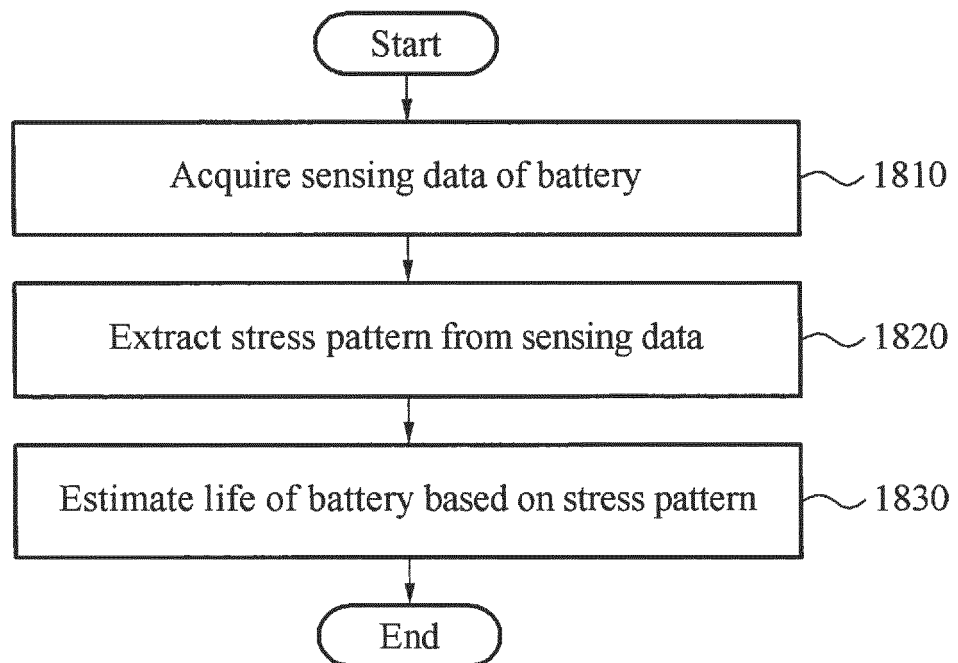 Start
Acquire sensing data of battery
1810
Extract stress pattern from sensing data
1820
Estimate life of battery based on stress pattern
1830
End